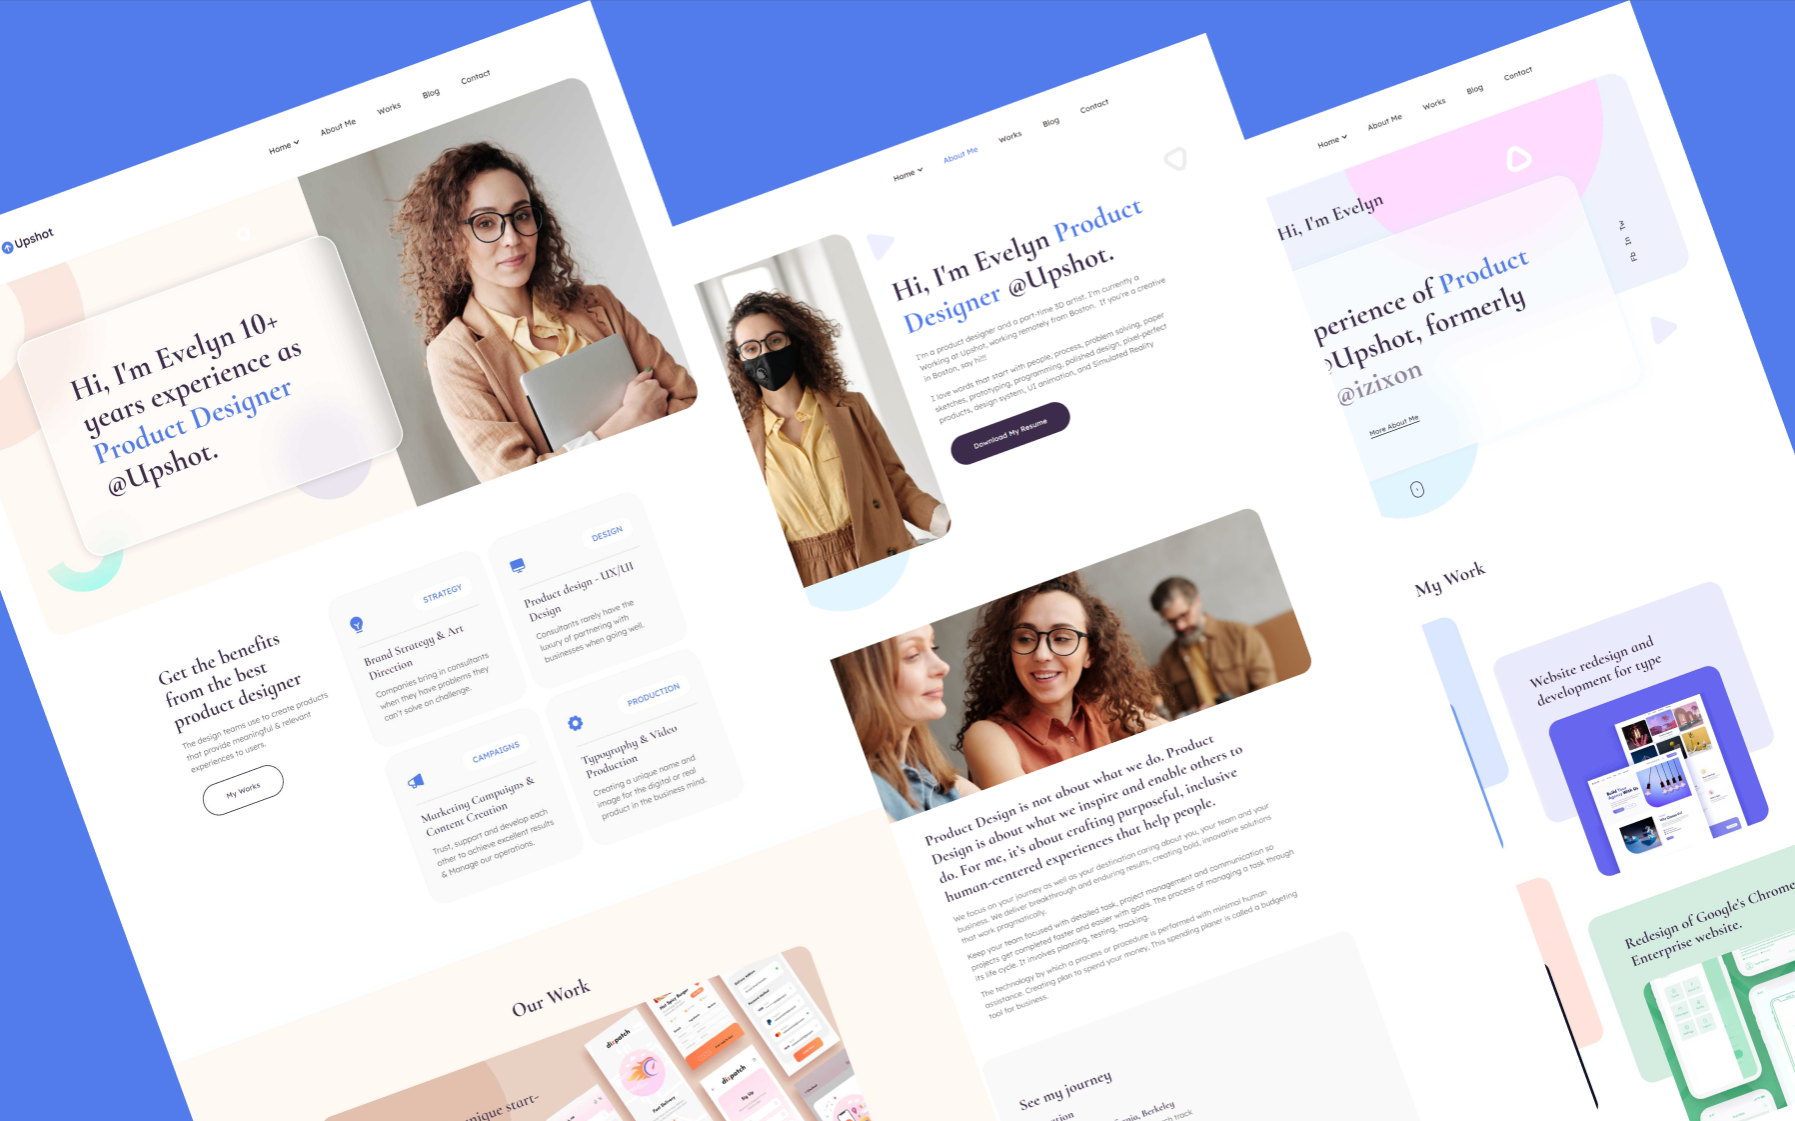 Upshot
Home
About Me
Works
Blog
Contact
Hi, I'm Evelyn 10+
years experience as
Product Designer
@Upshot.
Get the benefits
from the best
product designer
The design teams use to create products
that provide meaningful & relevant
experiences to users.
My Works
STRATEGY
Brand Strategy & Art
Direction
Companies bring in consultants
when they have problems they
can't solve on challenge.
DESIGN
Product design - UX/UI
Design
Consultants rarely have the
luxury of partnering with
businesses when going well.
CAMPAIGNS
Marketing Campaigns &
Content Creation
Trust, support and develop each
other to achieve excellent results
& Manage our operations.
PRODUCTION
Typography & Video
Production
Creating a unique name and
image for the digital or real
product in the business mind.
Our Work
nique start-
dispatch
Fast Delivery
dispatch
Sign Up
Home
About Me
Works
Blog
Contact
Hi, I'm Evelyn Product
Designer @Upshot.
I'm a product designer and a part-time 3D artist. I'm currently a
Working at Upshot, working remotely from Boston. If you're a creative
in Boston, say hi!!!
I love words that start with people, process, problem solving, paper
sketches, prototyping, programming, polished design, pixel-perfect
products, design system, UI animation, and Simulated Reality
Download My Resume
Product Design is not about what we do. Product
Design is about what we inspire and enable others to
do. For me, it's about crafting purposeful, inclusive
human-centered experiences that help people.
We focus on your journey as well as your destination caring about you, your team and your
business. We deliver breakthrough and enduring results, creating bold, innovative solutions
that work pragmatically.
Keep your team focused with detailed task, project management and communication so
projects get completed faster and easier with goals. The process of managing a task through
its life cycle. It involves planning, testing, tracking.
The technology by which a process or procedure is performed with minimal human
assistance. Creating plan to spend your money. This spending planer is called a budgeting
tool for business.
See my journey
Berkeley
track
Home
About Me
Works
Blog
Contact
Hi, I'm Evelyn
perience of Product
@Upshot, formerly
@izixon
More About Me
Fb
In
Tw
My Work
Website redesign and
development for type
Redesign of Google's Chrome
Enterprise website.